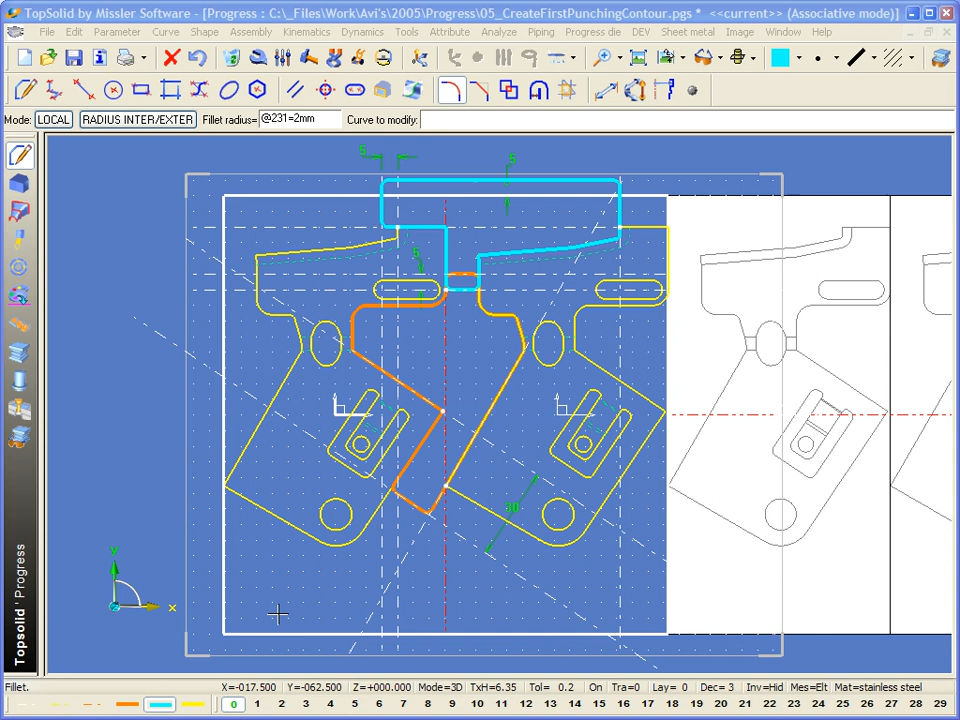 TopSolid by Missler Software - [Progress : C:\_Files\Work\Avi's\2005\Progress\05_CreateFirstPunchingContour.pgs * <<current>> (Associative mode)]
File Edit Parameter Curve Shape Assembly Kinematics Dynamics Tools Attribute Analyze Piping Progress die DEV Sheet metal Image Window Help
Mode: LOCAL RADIUS INTER/EXTER Fillet radius= @231=2mm Curve to modify:
5
5
5
30
Y
X
Topsolid'Progress
Fillet. X=-017.500 Y=-062.500 Z=+000.000 Mode=3D TxH=6.35 Tol= 0.2 On Tra=0 Lay= 0 Dec= 3 Inv=Hid Mes=Elt Mat=stainless steel
0 1 2 3 4 5 6 7 8 9 10 11 12 13 14 15 16 17 18 19 20 21 22 23 24 25 26 27 28 29